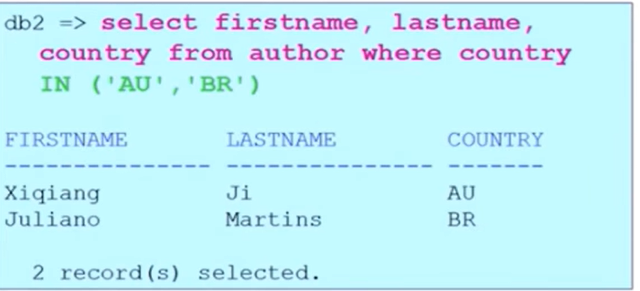 db2 => select firstname, lastname,
country from author where country
IN ('AU','BR')
FIRSTNAME LASTNAME COUNTRY
--------------- --------------- -------
Xiqiang Ji AU
Juliano Martins BR
2 record(s) selected.